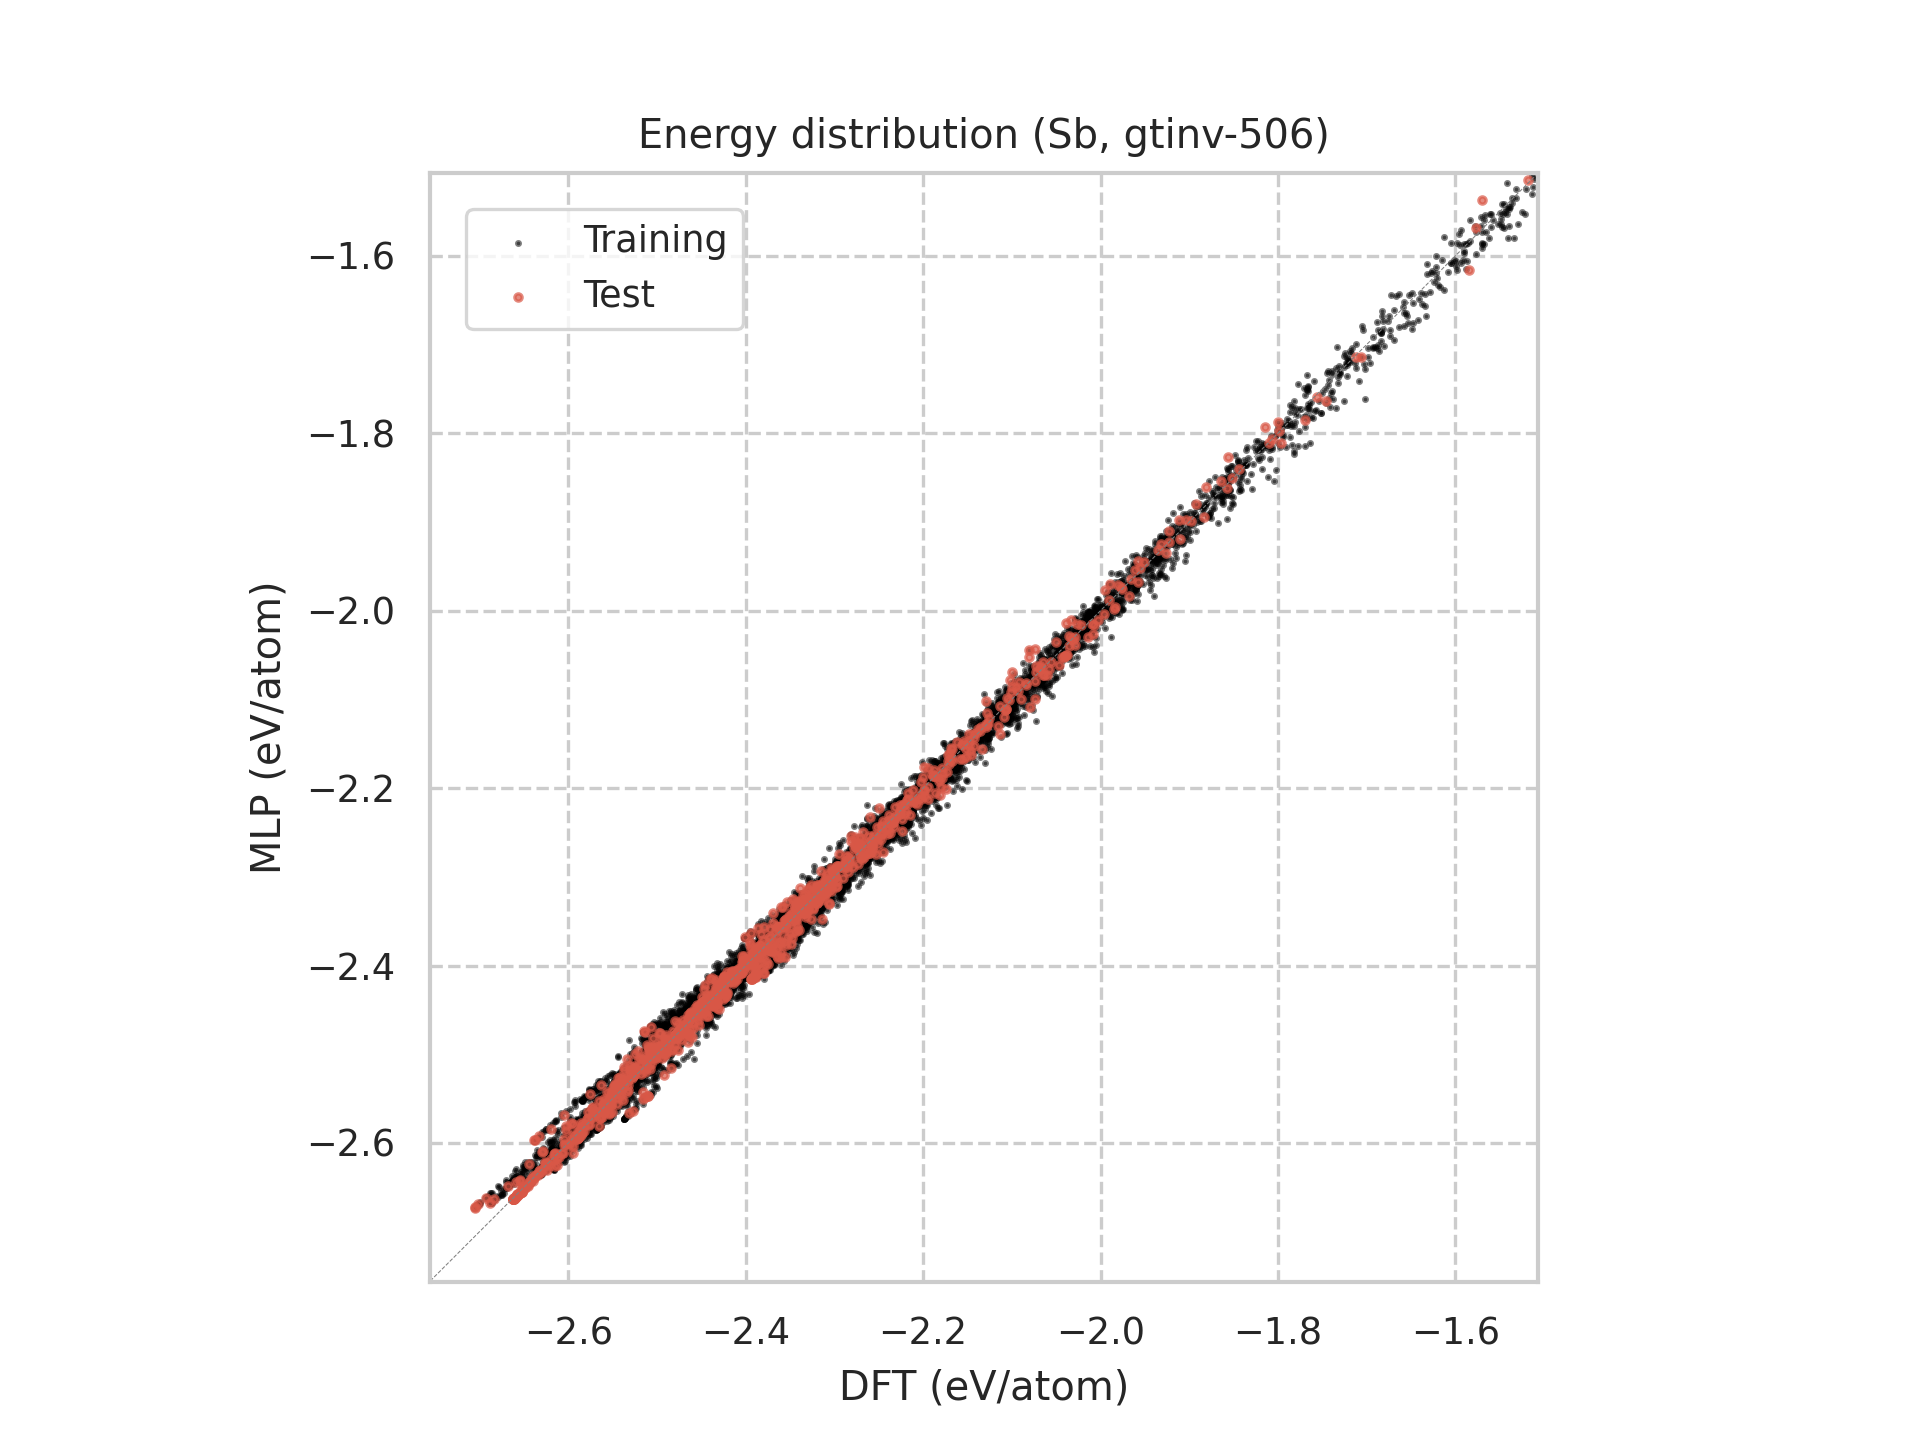 Energy distribution (Sb, gtinv-506)
Training
Test
MLP (eV/atom)
−1.6
−1.8
−2.0
−2.2
−2.4
−2.6
−2.6 −2.4 −2.2 −2.0 −1.8 −1.6
DFT (eV/atom)